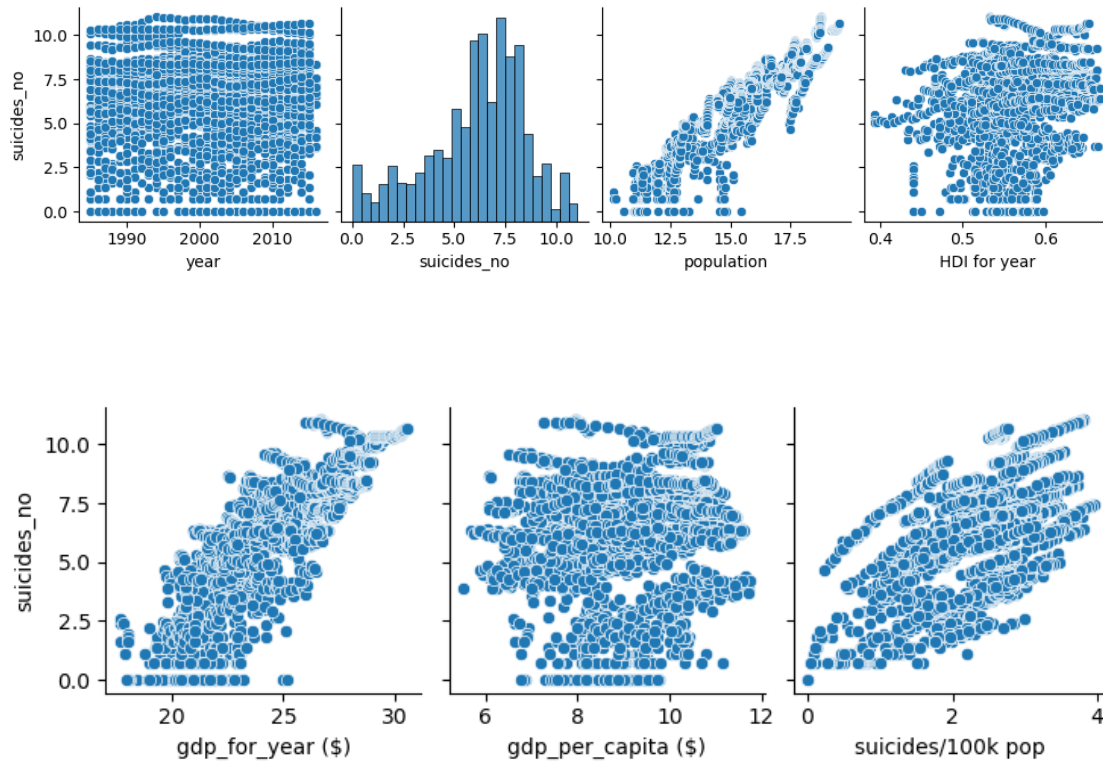 suicides_no
10.0
7.5
5.0
2.5
0.0
1990 2000 2010
year
0.0 2.5 5.0 7.5 10.0
suicides_no
10.0 12.5 15.0 17.5
population
0.4 0.5 0.6
HDI for year
suicides_no
10.0
7.5
5.0
2.5
0.0
20 25 30
gdp_for_year ($)
6 8 10 12
gdp_per_capita ($)
0 2 4
suicides/100k pop